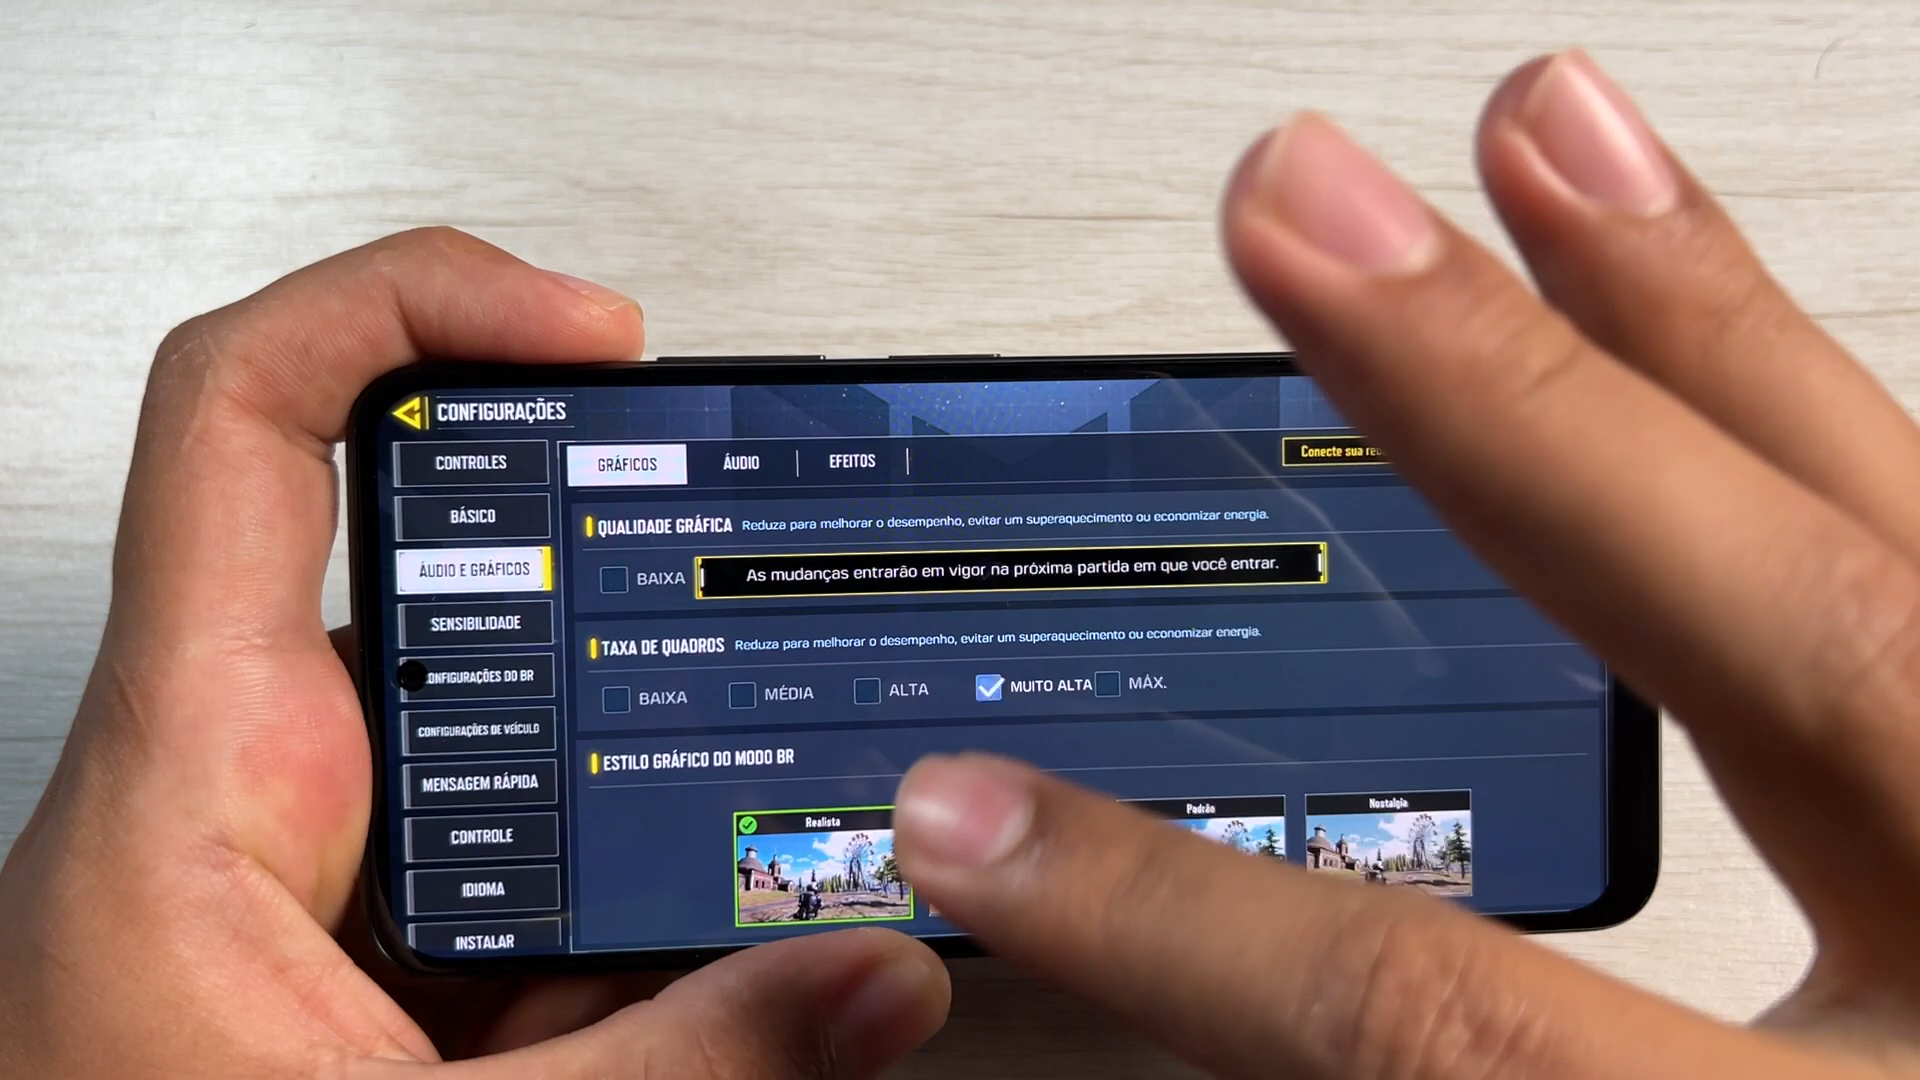 CONFIGURAÇÕES
CONTROLES
BÁSICO
ÁUDIO E GRÁFICOS
SENSIBILIDADE
ONFIGURAÇÕES DO BR
CONFIGURAÇÕES DE VEÍCULO
MENSAGEM RÁPIDA
CONTROLE
IDIOMA
INSTALAR
GRÁFICOS
ÁUDIO
EFEITOS
Conecte sua
QUALIDADE GRÁFICA Reduza para melhorar o desempenho, evitar um superaquecimento ou economizar energia.
BAIXA
As mudanças entrarão em vigor na próxima partida em que você entrar.
TAXA DE QUADROS Reduza para melhorar o desempenho, evitar um superaquecimento ou economizar energia.
BAIXA MÉDIA ALTA MUITO ALTA MÁX.
ESTILO GRÁFICO DO MODO BR
Realista
Padrão
Nostalgia